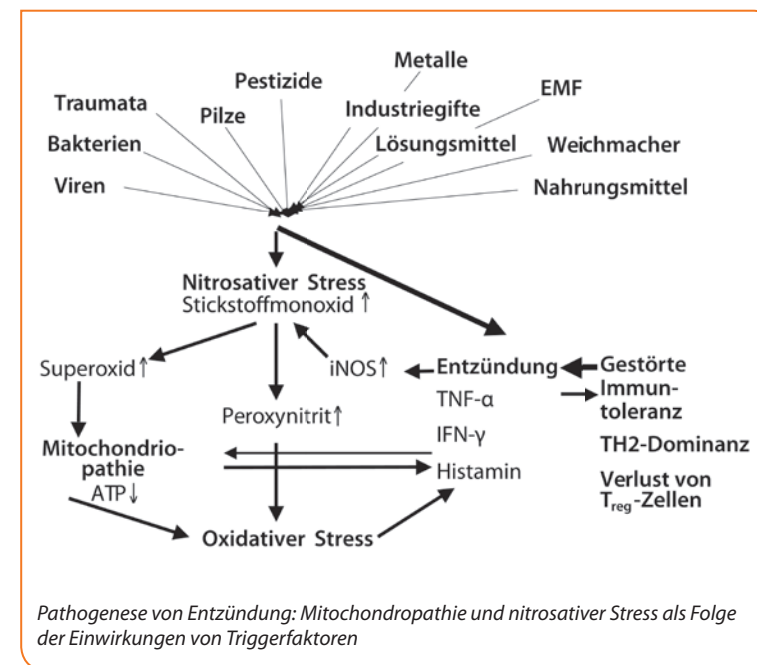 Metalle
Pestizide
EMF
Traumata
Pilze
Industriegifte
Bakterien
Lösungsmittel
Weichmacher
Viren
Nahrungsmittel
Nitrosativer Stress
Stickstoffmonoxid ↑
Superoxid ↑
iNOS ↑
Entzündung
Gestörte
Immun-
toleranz
TNF-α
Peroxynitrit ↑
IFN-γ
TH2-Dominanz
Mitochondrio-
pathie
ATP ↓
Histamin
Verlust von
Treg-Zellen
Oxidativer Stress
Pathogenese von Entzündung: Mitochondropathie und nitrosativer Stress als Folge
der Einwirkungen von Triggerfaktoren